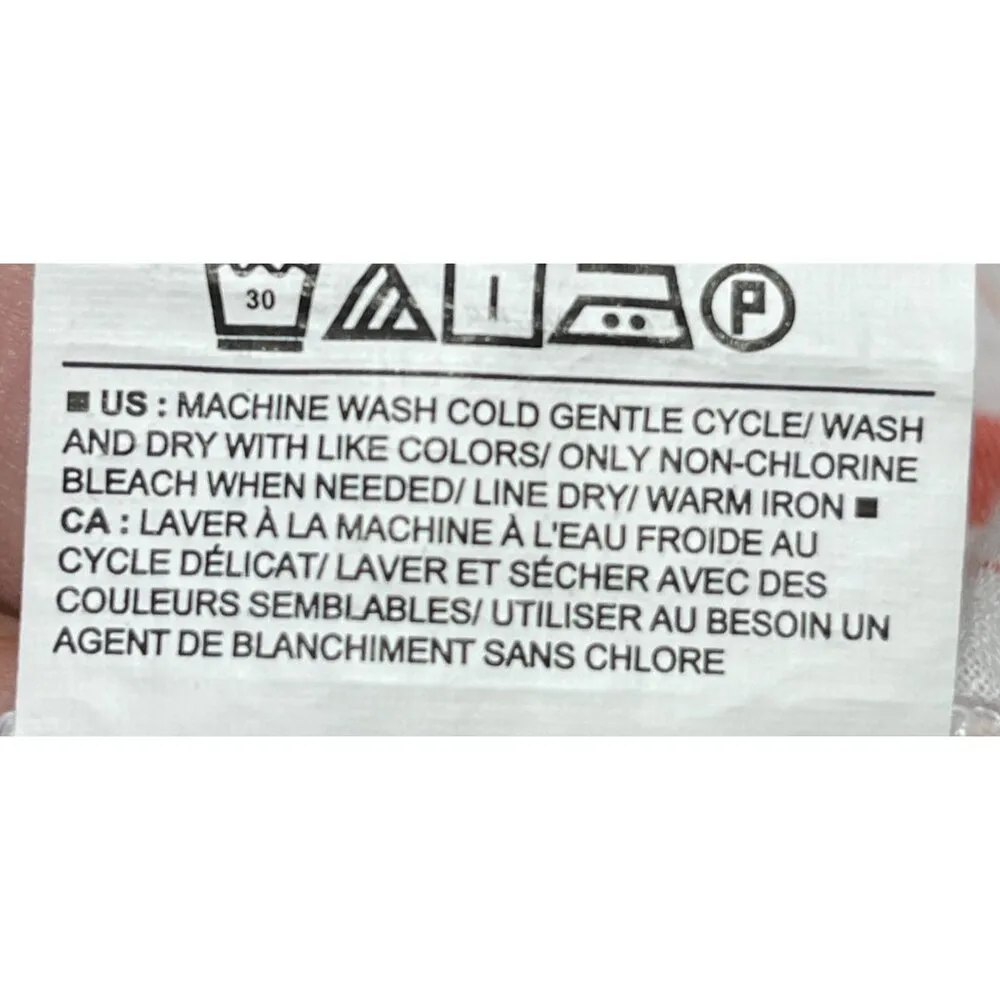 30 P
■ US : MACHINE WASH COLD GENTLE CYCLE/ WASH
AND DRY WITH LIKE COLORS/ ONLY NON-CHLORINE
BLEACH WHEN NEEDED/ LINE DRY/ WARM IRON ■
CA : LAVER À LA MACHINE À L'EAU FROIDE AU
CYCLE DÉLICAT/ LAVER ET SÉCHER AVEC DES
COULEURS SEMBLABLES/ UTILISER AU BESOIN UN
AGENT DE BLANCHIMENT SANS CHLORE